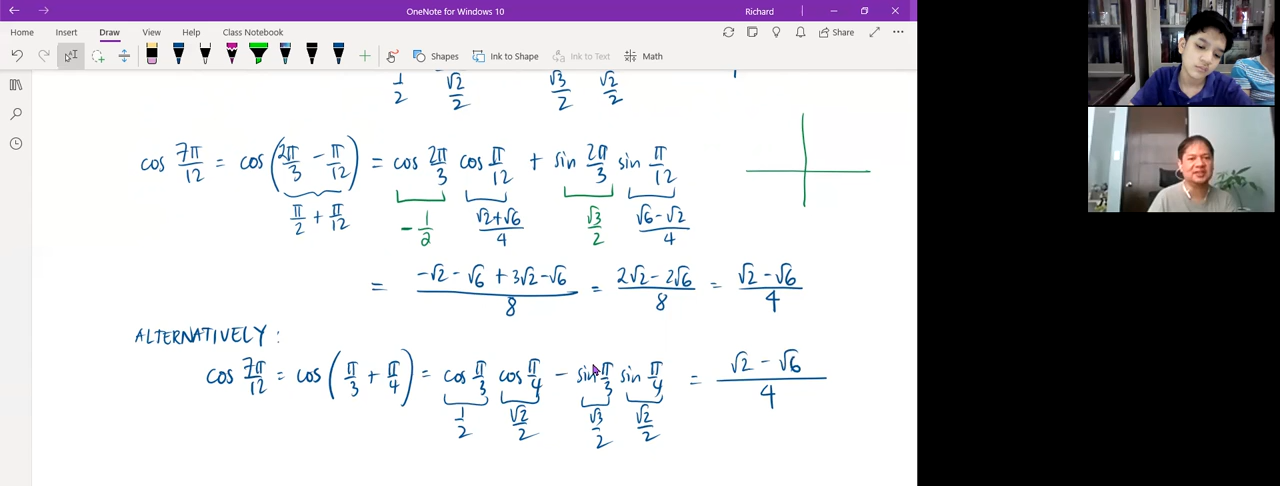 OneNote for Windows 10
Richard
Home Insert Draw View Help Class Notebook Share
Shapes Ink to Shape Ink to Text Math
1/2 √2/2 √3/2 √2/2
cos 7π/12 = cos(2π/3 − π/12) = cos 2π/3 cos π/12 + sin 2π/3 sin π/12
π/2 + π/12 −1/2 (√2+√6)/4 √3/2 (√6−√2)/4
= (−√2 − √6 + 3√2 − √6)/8 = (2√2 − 2√6)/8 = (√2 − √6)/4
ALTERNATIVELY:
cos 7π/12 = cos(π/3 + π/4) = cos π/3 cos π/4 − sin π/3 sin π/4 = (√2 − √6)/4
1/2 √2/2 √3/2 √2/2